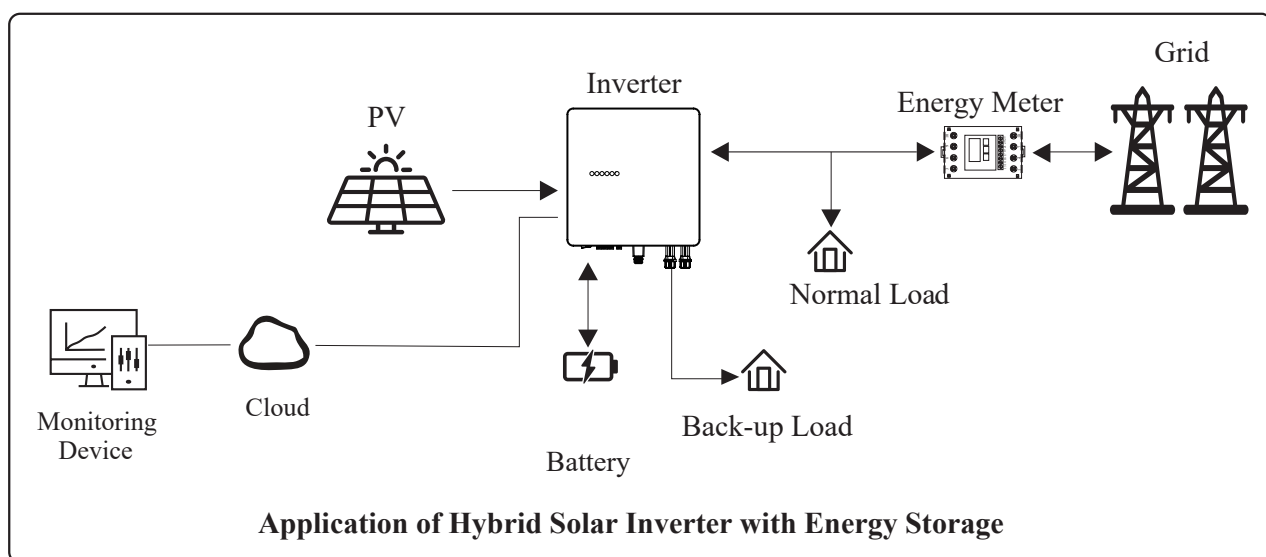 Grid
Inverter
Energy Meter
PV
Normal Load
Cloud
Monitoring
Device
Back-up Load
Battery
Application of Hybrid Solar Inverter with Energy Storage